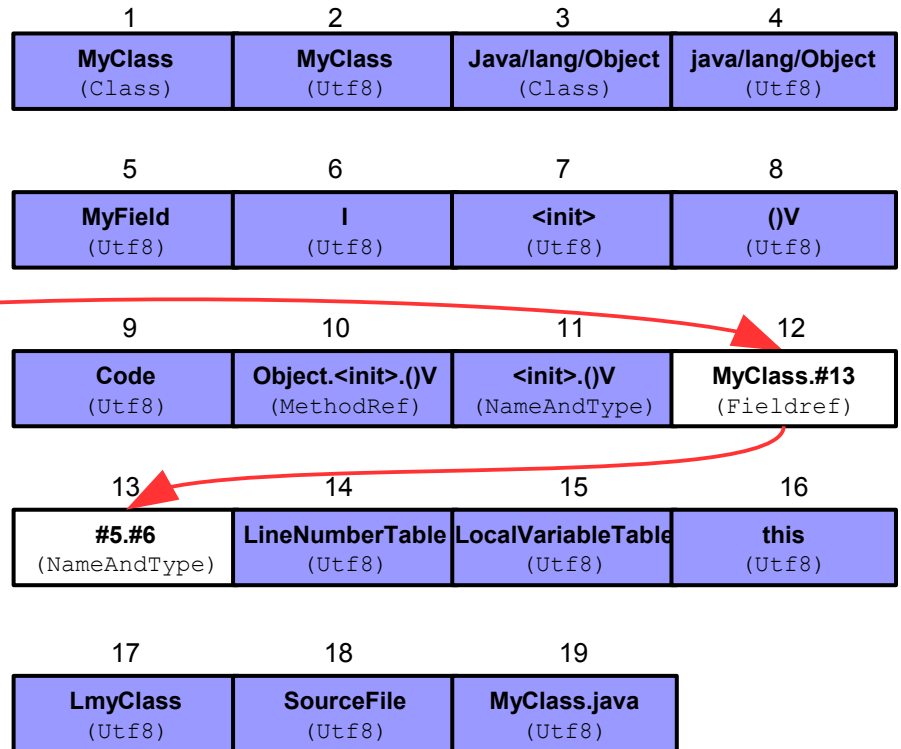 1 2 3 4
MyClass MyClass Java/lang/Object java/lang/Object
(Class) (Utf8) (Class) (Utf8)
5 6 7 8
MyField I <init> ()V
(Utf8) (Utf8) (Utf8) (Utf8)
9 10 11 12
Code Object.<init>.()V <init>.()V MyClass.#13
(Utf8) (MethodRef) (NameAndType) (Fieldref)
13 14 15 16
#5.#6 LineNumberTable LocalVariableTable this
(NameAndType) (Utf8) (Utf8) (Utf8)
17 18 19
LmyClass SourceFile MyClass.java
(Utf8) (Utf8) (Utf8)